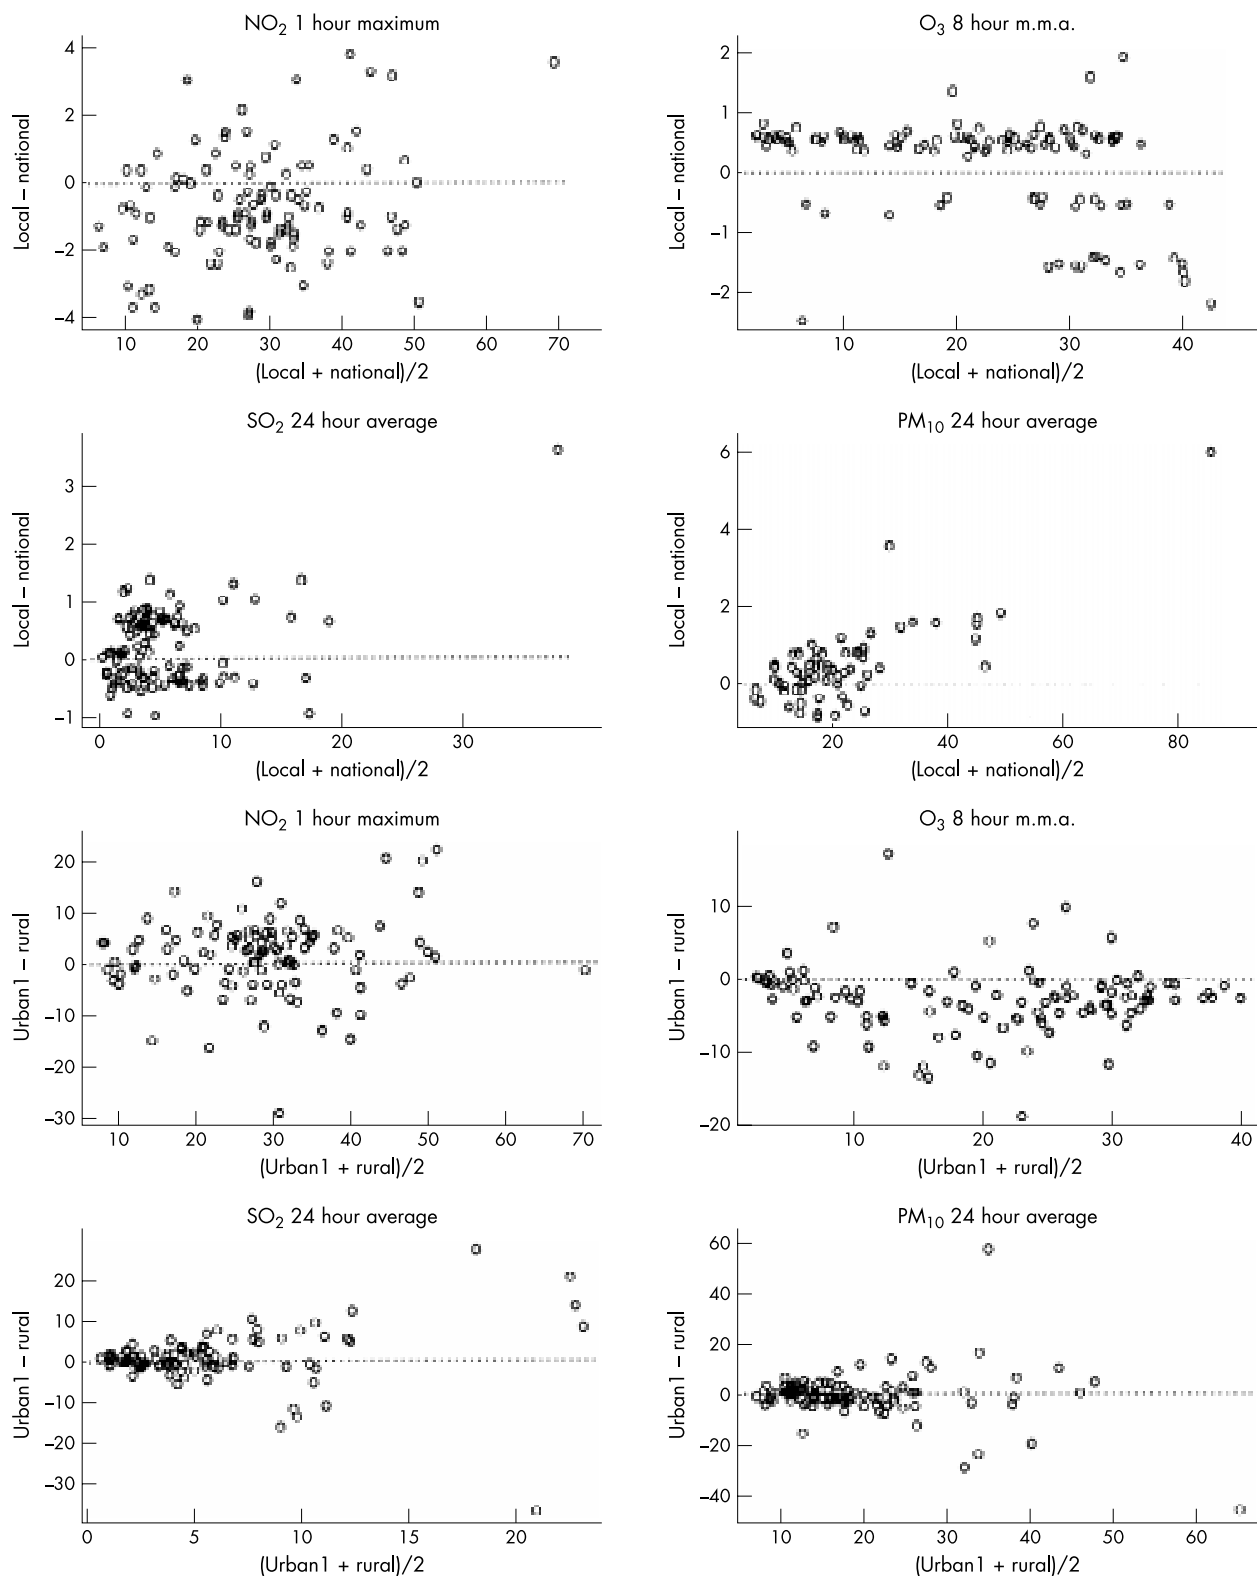 NO2 1 hour maximum
4
2
0
–2
–4
Local – national
10 20 30 40 50 60 70
(Local + national)/2
O3 8 hour m.m.a.
2
1
0
–1
–2
Local – national
10 20 30 40
(Local + national)/2
SO2 24 hour average
3
2
1
0
–1
Local – national
0 10 20 30
(Local + national)/2
PM10 24 hour average
6
4
2
0
Local – national
20 40 60 80
(Local + national)/2
NO2 1 hour maximum
20
10
0
–10
–20
–30
Urban1 – rural
10 20 30 40 50 60 70
(Urban1 + rural)/2
O3 8 hour m.m.a.
10
0
–10
–20
Urban1 – rural
10 20 30 40
(Urban1 + rural)/2
SO2 24 hour average
20
10
0
–10
–20
–30
Urban1 – rural
0 5 10 15 20
(Urban1 + rural)/2
PM10 24 hour average
60
40
20
0
–20
–40
Urban1 – rural
10 20 30 40 50 60
(Urban1 + rural)/2